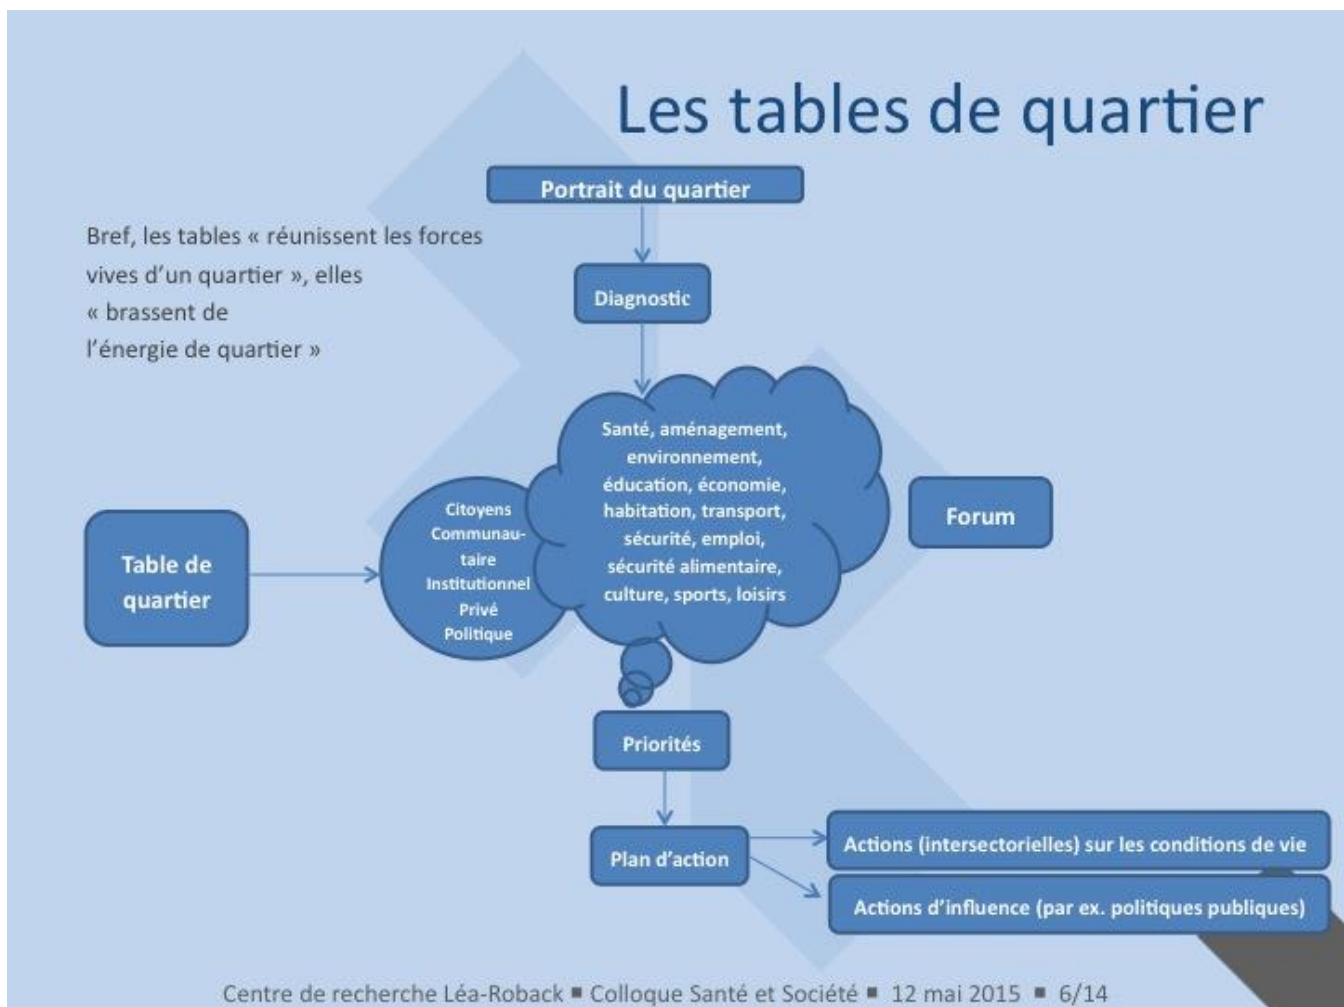 Les tables de quartier
Portrait du quartier
Bref, les tables « réunissent les forces
vives d’un quartier », elles
« brassent de
l’énergie de quartier »
Diagnostic
Santé, aménagement,
environnement,
éducation, économie,
habitation, transport,
sécurité, emploi,
sécurité alimentaire,
culture, sports, loisirs
Forum
Table de
quartier
Citoyens
Communau-
taire
Institutionnel
Privé
Politique
Priorités
Plan d’action
Actions (intersectorielles) sur les conditions de vie
Actions d’influence (par ex. politiques publiques)
Centre de recherche Léa-Roback ▪ Colloque Santé et Société ▪ 12 mai 2015 ▪ 6/14